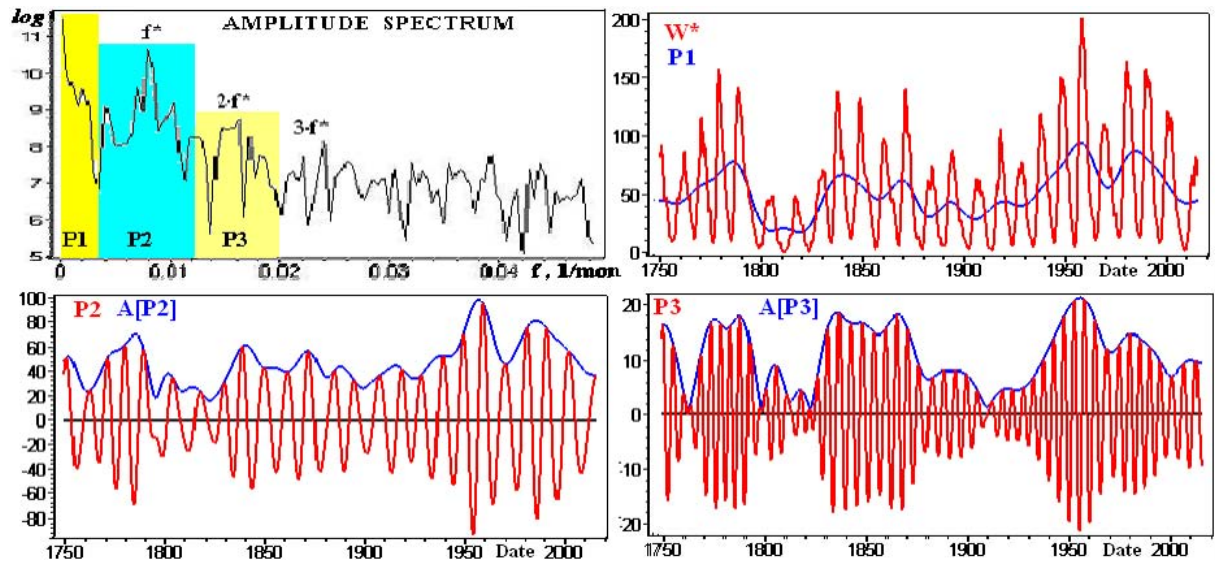 log
AMPLITUDE SPECTRUM
f*
11
10
9
8
7
6
5
2·f*
3·f*
P1 P2 P3
0 0.01 0.02 0.03 0.04 f, 1/mon
W*
P1
200
150
100
50
0
1750 1800 1850 1900 1950 Date 2000
P2 A[P2]
100
80
60
40
20
0
-20
-40
-60
-80
1750 1800 1850 1900 1950 Date 2000
P3 A[P3]
20
10
0
-10
-20
1750 1800 1850 1900 1950 Date 2000